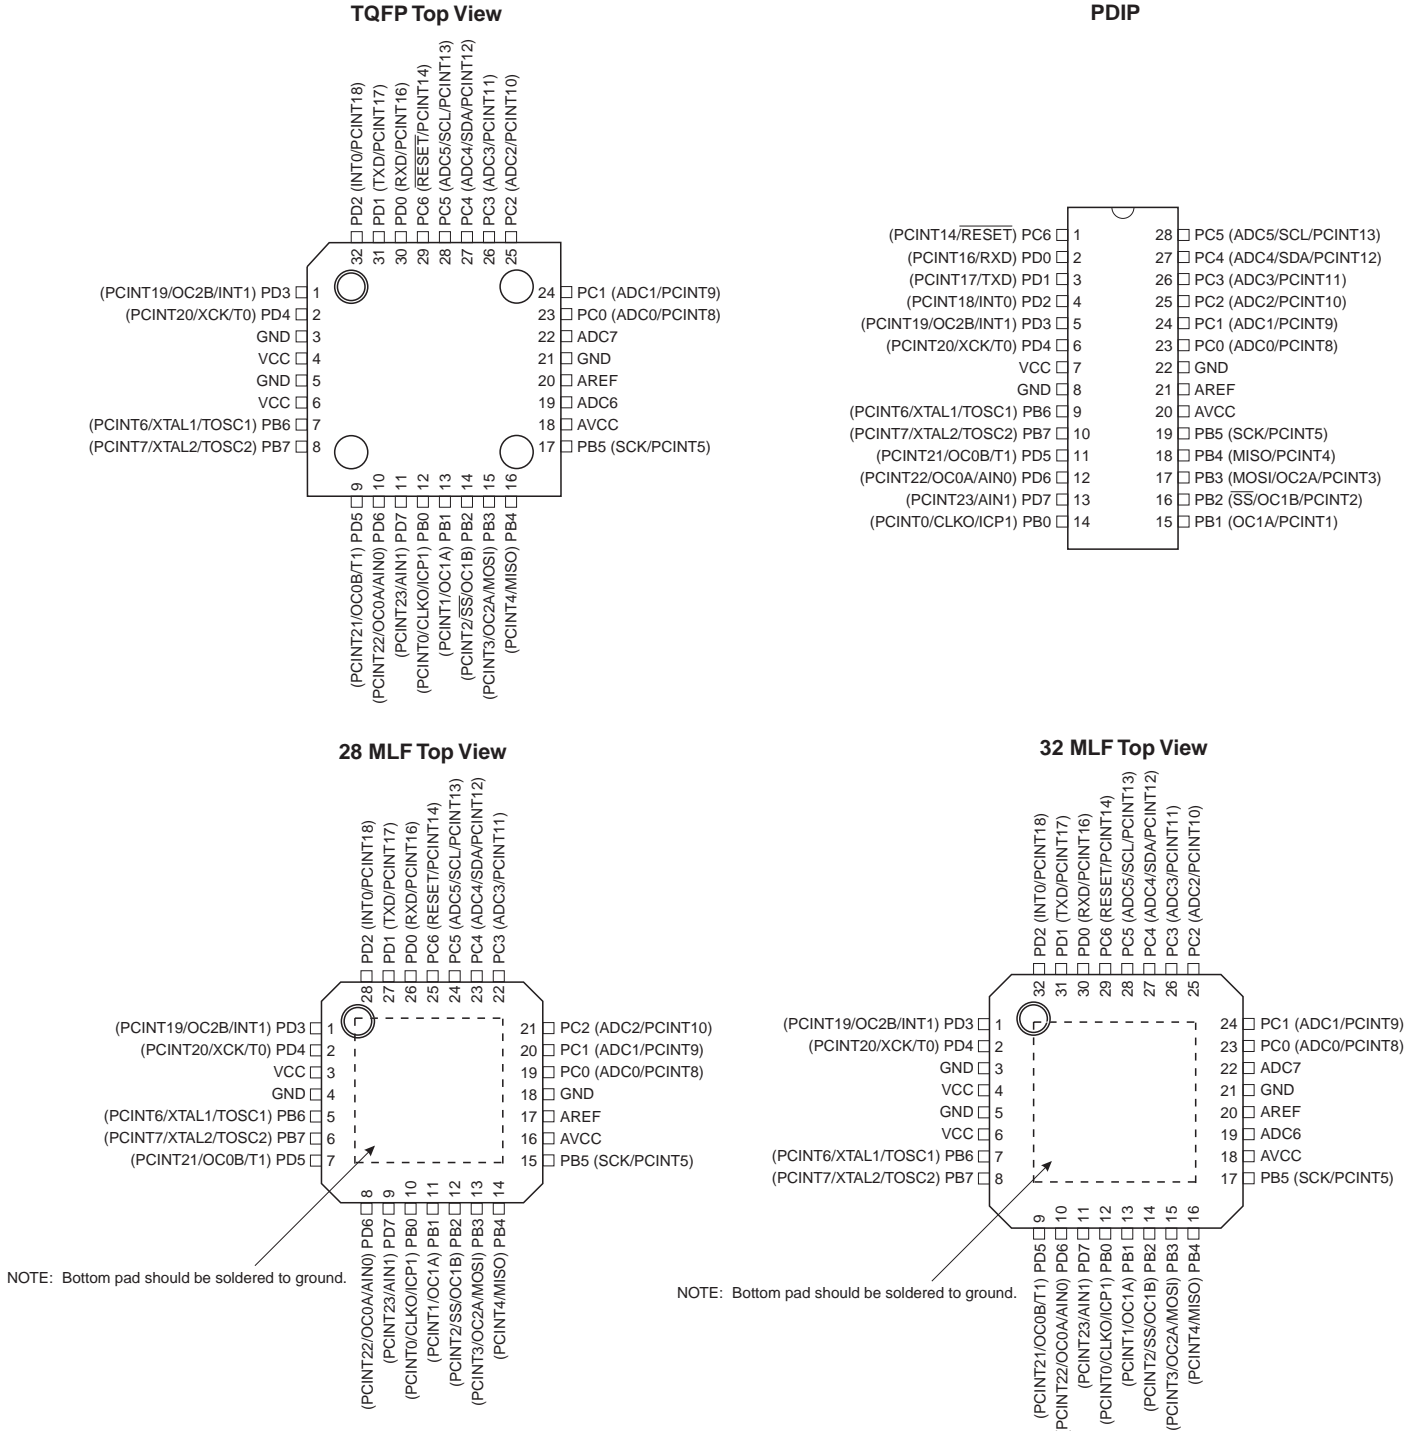 TQFP Top View
PD2 (INT0/PCINT18)
PD1 (TXD/PCINT17)
PD0 (RXD/PCINT16)
PC6 (RESET/PCINT14)
PC5 (ADC5/SCL/PCINT13)
PC4 (ADC4/SDA/PCINT12)
PC3 (ADC3/PCINT11)
PC2 (ADC2/PCINT10)
32 31 30 29 28 27 26 25
(PCINT19/OC2B/INT1) PD3 1
(PCINT20/XCK/T0) PD4 2
GND 3
VCC 4
GND 5
VCC 6
(PCINT6/XTAL1/TOSC1) PB6 7
(PCINT7/XTAL2/TOSC2) PB7 8
24 PC1 (ADC1/PCINT9)
23 PC0 (ADC0/PCINT8)
22 ADC7
21 GND
20 AREF
19 ADC6
18 AVCC
17 PB5 (SCK/PCINT5)
9 10 11 12 13 14 15 16
(PCINT21/OC0B/T1) PD5
(PCINT22/OC0A/AIN0) PD6
(PCINT23/AIN1) PD7
(PCINT0/CLKO/ICP1) PB0
(PCINT1/OC1A) PB1
(PCINT2/SS/OC1B) PB2
(PCINT3/OC2A/MOSI) PB3
(PCINT4/MISO) PB4
PDIP
(PCINT14/RESET) PC6 1
(PCINT16/RXD) PD0 2
(PCINT17/TXD) PD1 3
(PCINT18/INT0) PD2 4
(PCINT19/OC2B/INT1) PD3 5
(PCINT20/XCK/T0) PD4 6
VCC 7
GND 8
(PCINT6/XTAL1/TOSC1) PB6 9
(PCINT7/XTAL2/TOSC2) PB7 10
(PCINT21/OC0B/T1) PD5 11
(PCINT22/OC0A/AIN0) PD6 12
(PCINT23/AIN1) PD7 13
(PCINT0/CLKO/ICP1) PB0 14
28 PC5 (ADC5/SCL/PCINT13)
27 PC4 (ADC4/SDA/PCINT12)
26 PC3 (ADC3/PCINT11)
25 PC2 (ADC2/PCINT10)
24 PC1 (ADC1/PCINT9)
23 PC0 (ADC0/PCINT8)
22 GND
21 AREF
20 AVCC
19 PB5 (SCK/PCINT5)
18 PB4 (MISO/PCINT4)
17 PB3 (MOSI/OC2A/PCINT3)
16 PB2 (SS/OC1B/PCINT2)
15 PB1 (OC1A/PCINT1)
28 MLF Top View
PD2 (INT0/PCINT18)
PD1 (TXD/PCINT17)
PD0 (RXD/PCINT16)
PC6 (RESET/PCINT14)
PC5 (ADC5/SCL/PCINT13)
PC4 (ADC4/SDA/PCINT12)
PC3 (ADC3/PCINT11)
28 27 26 25 24 23 22
(PCINT19/OC2B/INT1) PD3 1
(PCINT20/XCK/T0) PD4 2
VCC 3
GND 4
(PCINT6/XTAL1/TOSC1) PB6 5
(PCINT7/XTAL2/TOSC2) PB7 6
(PCINT21/OC0B/T1) PD5 7
21 PC2 (ADC2/PCINT10)
20 PC1 (ADC1/PCINT9)
19 PC0 (ADC0/PCINT8)
18 GND
17 AREF
16 AVCC
15 PB5 (SCK/PCINT5)
8 9 10 11 12 13 14
(PCINT22/OC0A/AIN0) PD6
(PCINT23/AIN1) PD7
(PCINT0/CLKO/ICP1) PB0
(PCINT1/OC1A) PB1
(PCINT2/SS/OC1B) PB2
(PCINT3/OC2A/MOSI) PB3
(PCINT4/MISO) PB4
NOTE: Bottom pad should be soldered to ground.
32 MLF Top View
PD2 (INT0/PCINT18)
PD1 (TXD/PCINT17)
PD0 (RXD/PCINT16)
PC6 (RESET/PCINT14)
PC5 (ADC5/SCL/PCINT13)
PC4 (ADC4/SDA/PCINT12)
PC3 (ADC3/PCINT11)
PC2 (ADC2/PCINT10)
32 31 30 29 28 27 26 25
(PCINT19/OC2B/INT1) PD3 1
(PCINT20/XCK/T0) PD4 2
GND 3
VCC 4
GND 5
VCC 6
(PCINT6/XTAL1/TOSC1) PB6 7
(PCINT7/XTAL2/TOSC2) PB7 8
24 PC1 (ADC1/PCINT9)
23 PC0 (ADC0/PCINT8)
22 ADC7
21 GND
20 AREF
19 ADC6
18 AVCC
17 PB5 (SCK/PCINT5)
9 10 11 12 13 14 15 16
(PCINT21/OC0B/T1) PD5
PCINT22/OC0A/AIN0) PD6
(PCINT23/AIN1) PD7
(PCINT0/CLKO/ICP1) PB0
(PCINT1/OC1A) PB1
(PCINT2/SS/OC1B) PB2
(PCINT3/OC2A/MOSI) PB3
(PCINT4/MISO) PB4
NOTE: Bottom pad should be soldered to ground.